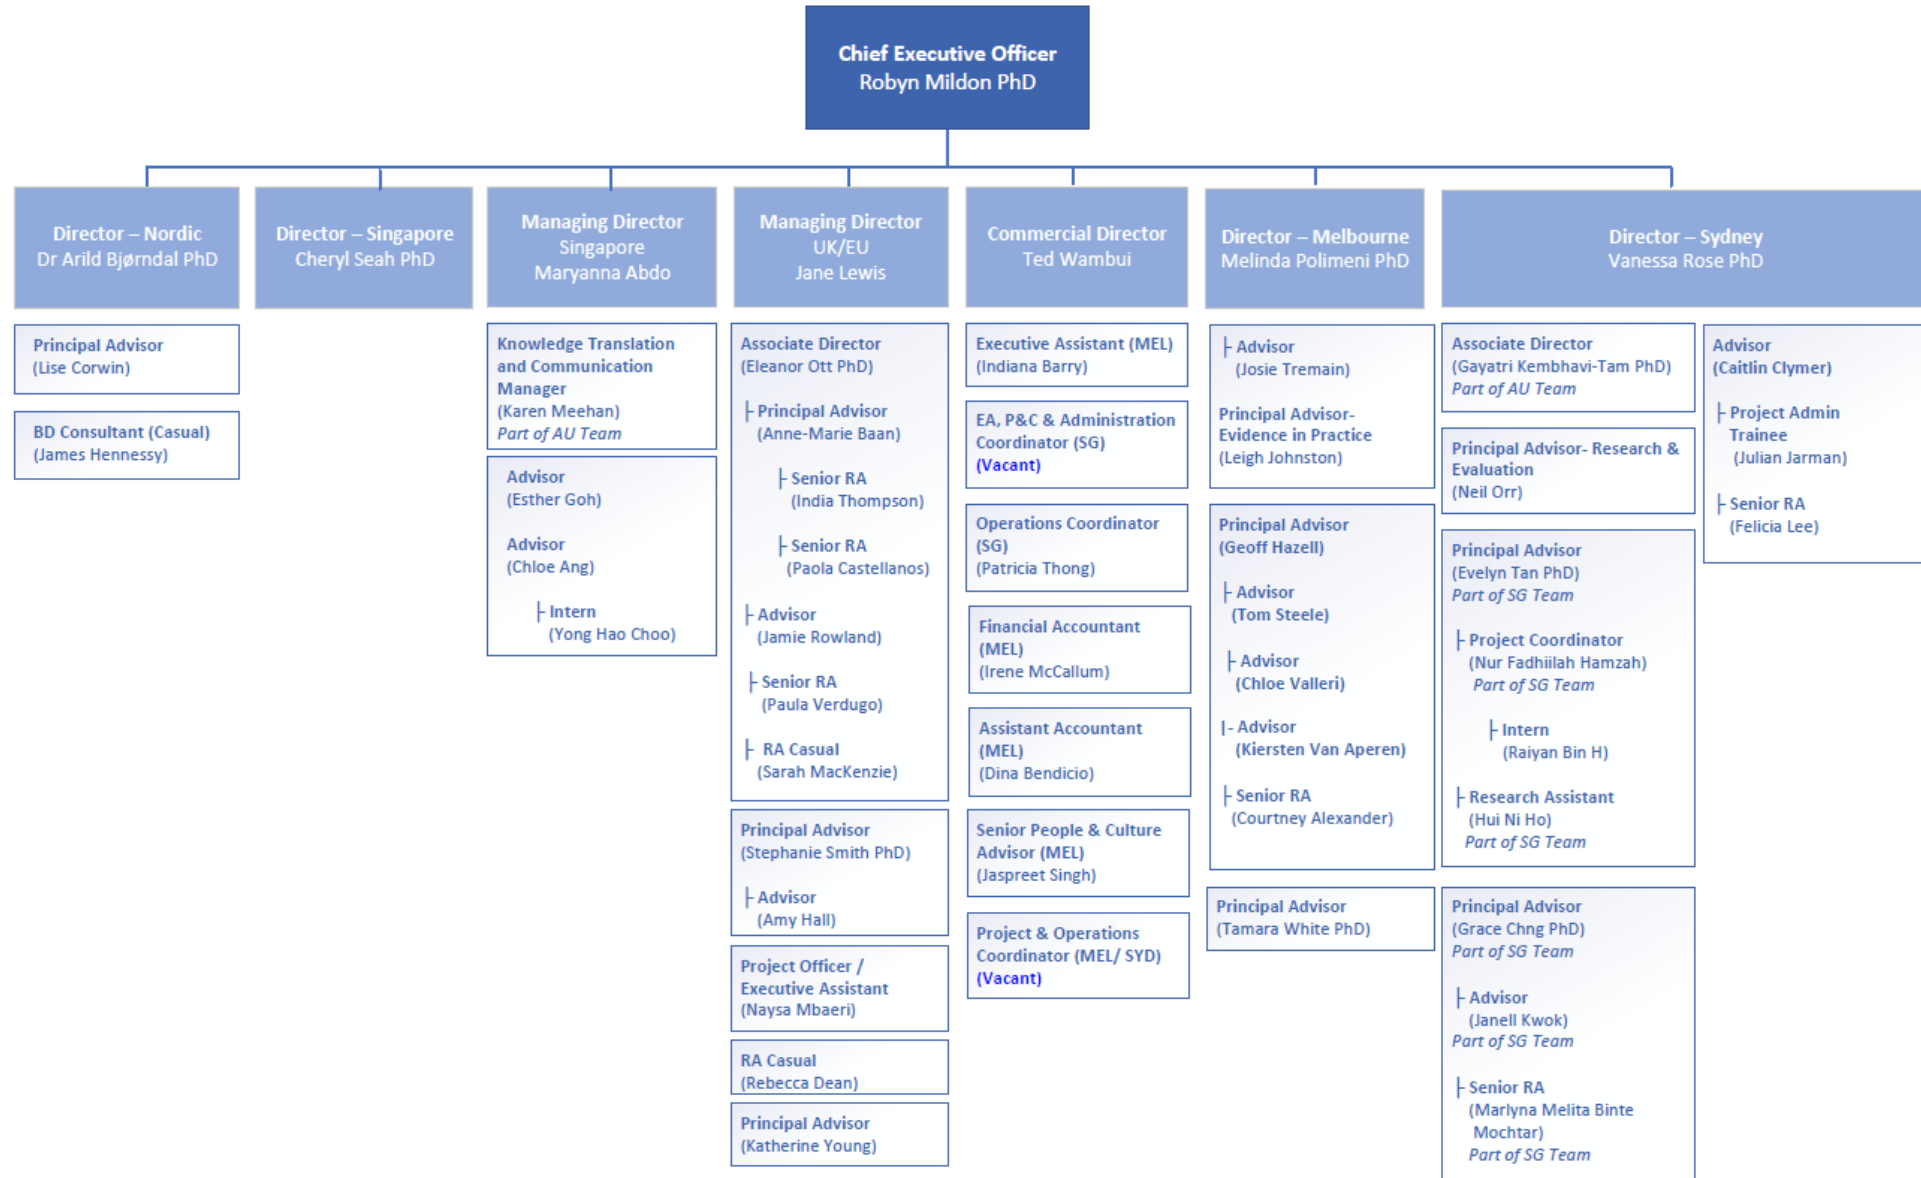 Chief Executive Officer
Robyn Mildon PhD
Director – Nordic
Dr Arild Bjørndal PhD
Director – Singapore
Cheryl Seah PhD
Managing Director
Singapore
Maryanna Abdo
Managing Director
UK/EU
Jane Lewis
Commercial Director
Ted Wambui
Director – Melbourne
Melinda Polimeni PhD
Director – Sydney
Vanessa Rose PhD
Principal Advisor
(Lise Corwin)
BD Consultant (Casual)
(James Hennessy)
Knowledge Translation
and Communication
Manager
(Karen Meehan)
Part of AU Team
Advisor
(Esther Goh)
Advisor
(Chloe Ang)
├ Intern
(Yong Hao Choo)
Associate Director
(Eleanor Ott PhD)
├ Principal Advisor
(Anne-Marie Baan)
├ Senior RA
(India Thompson)
├ Senior RA
(Paola Castellanos)
├ Advisor
(Jamie Rowland)
├ Senior RA
(Paula Verdugo)
├ RA Casual
(Sarah MacKenzie)
Principal Advisor
(Stephanie Smith PhD)
├ Advisor
(Amy Hall)
Project Officer /
Executive Assistant
(Naysa Mbaeri)
RA Casual
(Rebecca Dean)
Principal Advisor
(Katherine Young)
Executive Assistant (MEL)
(Indiana Barry)
EA, P&C & Administration
Coordinator (SG)
(Vacant)
Operations Coordinator
(SG)
(Patricia Thong)
Financial Accountant
(MEL)
(Irene McCallum)
Assistant Accountant
(MEL)
(Dina Bendicio)
Senior People & Culture
Advisor (MEL)
(Jaspreet Singh)
Project & Operations
Coordinator (MEL/ SYD)
(Vacant)
├ Advisor
(Josie Tremain)
Principal Advisor-
Evidence in Practice
(Leigh Johnston)
Principal Advisor
(Geoff Hazell)
├ Advisor
(Tom Steele)
├ Advisor
(Chloe Valleri)
|- Advisor
(Kiersten Van Aperen)
├ Senior RA
(Courtney Alexander)
Principal Advisor
(Tamara White PhD)
Associate Director
(Gayatri Kembhavi-Tam PhD)
Part of AU Team
Principal Advisor- Research &
Evaluation
(Neil Orr)
Principal Advisor
(Evelyn Tan PhD)
Part of SG Team
├ Project Coordinator
(Nur Fadhiilah Hamzah)
Part of SG Team
├ Intern
(Raiyan Bin H)
├ Research Assistant
(Hui Ni Ho)
Part of SG Team
Principal Advisor
(Grace Chng PhD)
Part of SG Team
├ Advisor
(Janell Kwok)
Part of SG Team
├ Senior RA
(Marlyna Melita Binte
Mochtar)
Part of SG Team
Advisor
(Caitlin Clymer)
├ Project Admin
Trainee
(Julian Jarman)
├ Senior RA
(Felicia Lee)